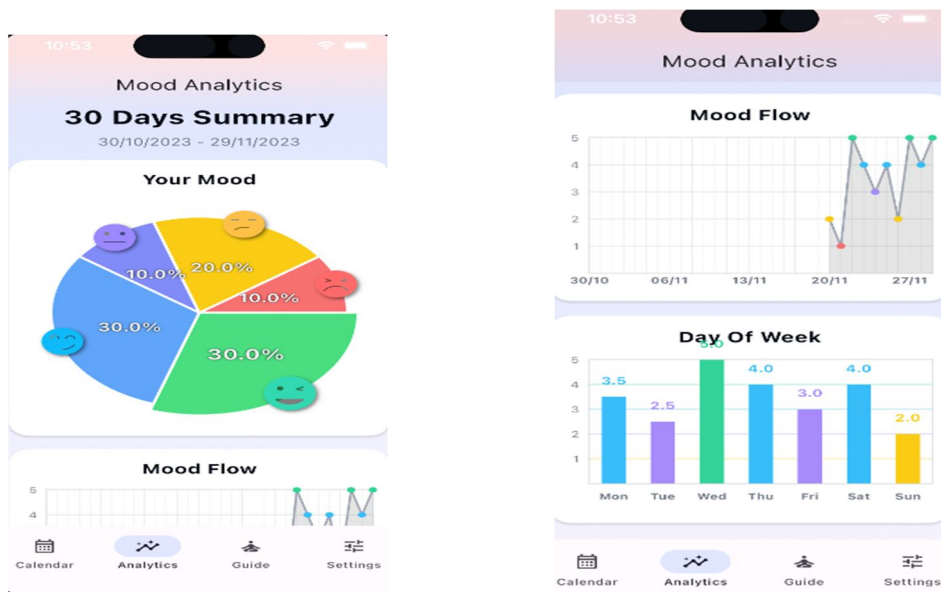 10:53
Mood Analytics
30 Days Summary
30/10/2023 - 29/11/2023
Your Mood
10.0%
20.0%
10.0%
30.0%
30.0%
Mood Flow
5
4
Calendar
Analytics
Guide
Settings
10:53
Mood Analytics
Mood Flow
5
4
3
2
1
30/10 06/11 13/11 20/11 27/11
Day Of Week
5.0
5
4
3
2
1
3.5
2.5
4.0
3.0
4.0
2.0
Mon Tue Wed Thu Fri Sat Sun
Calendar
Analytics
Guide
Settings